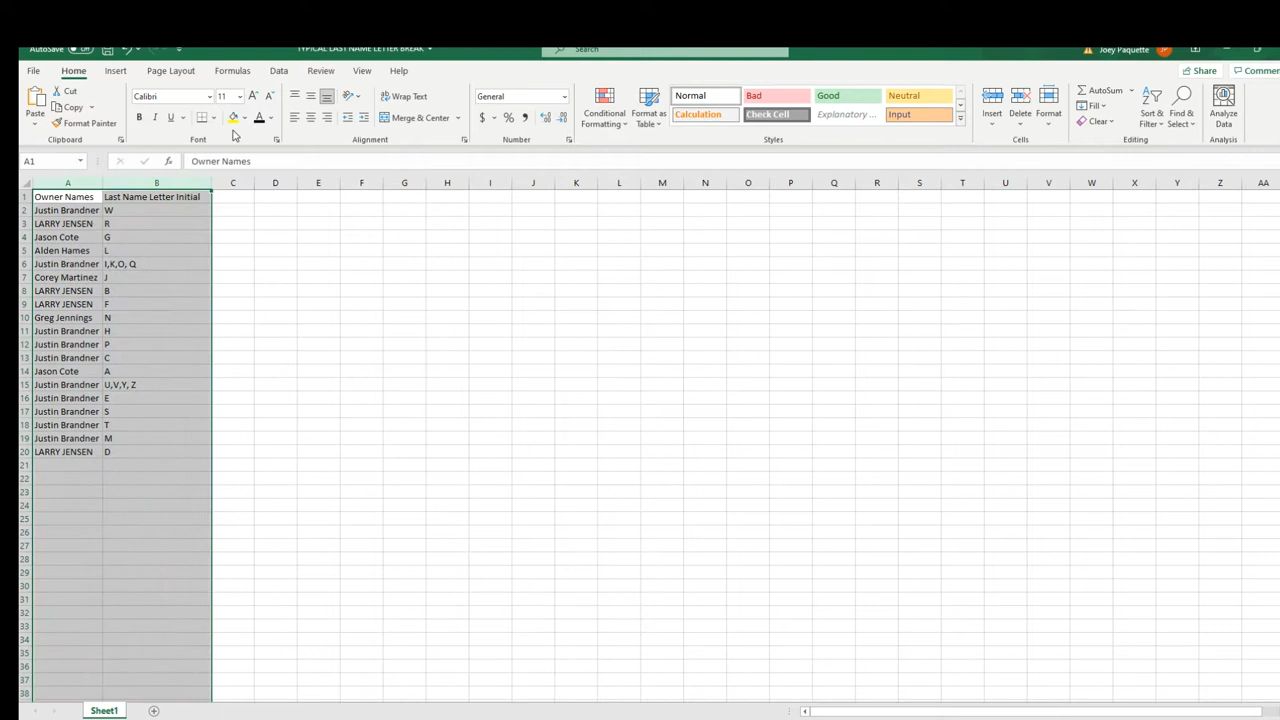 AutoSave Off TYPICAL LAST NAME LETTER BREAK Search Joey Paquette JP
File Home Insert Page Layout Formulas Data Review View Help Share Commen
Paste Cut Copy Format Painter
Clipboard
Calibri 11 A A B I U A
Font
Wrap Text
Merge & Center
Alignment
General
$ % 9
Number
Conditional Formatting Format as Table
Normal Bad Good Neutral
Calculation Check Cell Explanatory ... Input
Styles
Insert Delete Format
Cells
AutoSum
Fill
Clear
Sort & Filter Find & Select
Editing
Analyze Data
Analysis
A1 fx Owner Names
A B C D E F G H I J K L M N O P Q R S T U V W X Y Z AA
1 Owner Names Last Name Letter Initial
2 Justin Brandner W
3 LARRY JENSEN R
4 Jason Cote G
5 Alden Hames L
6 Justin Brandner I,K,O, Q
7 Corey Martinez J
8 LARRY JENSEN B
9 LARRY JENSEN F
10 Greg Jennings N
11 Justin Brandner H
12 Justin Brandner P
13 Justin Brandner C
14 Jason Cote A
15 Justin Brandner U,V,Y, Z
16 Justin Brandner E
17 Justin Brandner S
18 Justin Brandner T
19 Justin Brandner M
20 LARRY JENSEN D
21
22
23
24
25
26
27
28
29
30
31
32
33
34
35
36
37
38
Sheet1